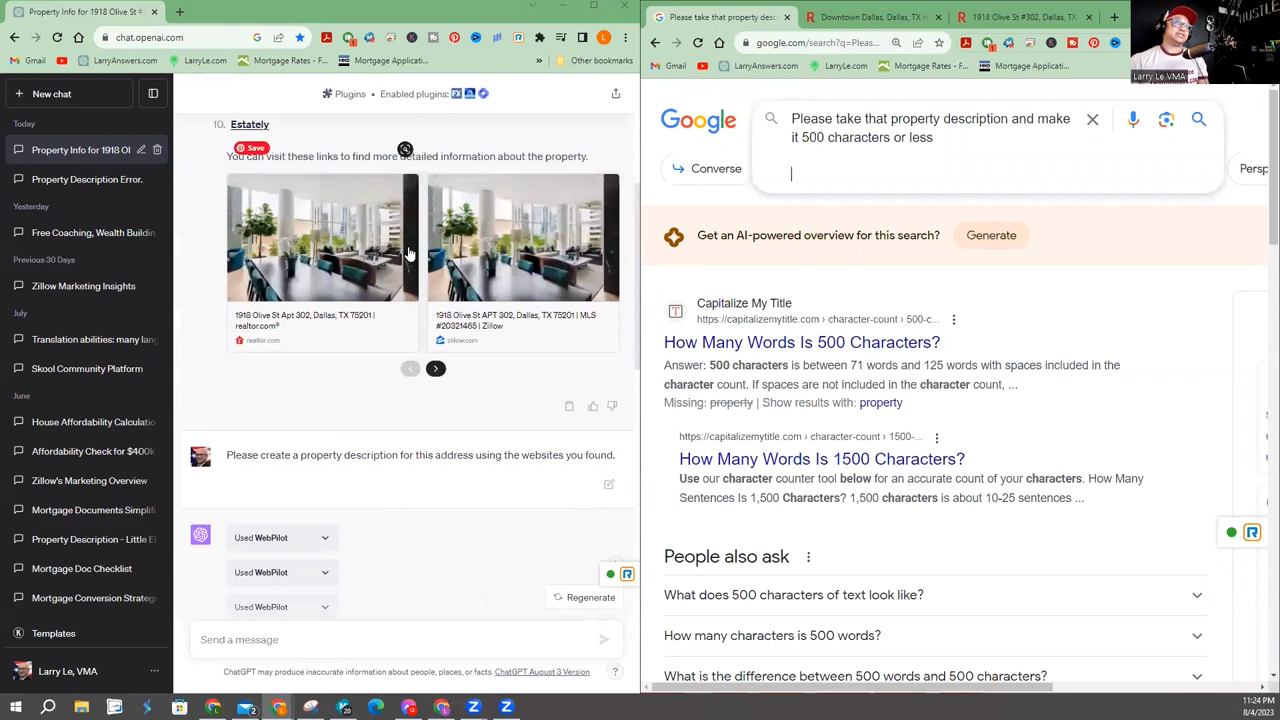 Property Info for 1918 Olive St #
chat.openai.com
Gmail
LarryAnswers.com
LarryLe.com
Mortgage Rates - F...
Mortgage Applicati...
»
Other bookmarks
New chat
Today
Property Info for 1918 Ol
Property Description Error.
Yesterday
Free Coaching, Wealth Buildin
Previous 30 Days
Zillow Marketing Insights
July
Translation abilities: many lang
Skool Community Platform
June
House Affordability Calculatio
Affordability Check for $400k
Zillow's Marketing Overview
Mortgage Documents Simplifi
Property Description - Little El
Mortgage Doc Checklist
Mortgage Conversion Strateg
Templates
Larry Le, VMA
Plugins • Enabled plugins:
10. Estately
You can visit these links to find more detailed information about the property.
Save
1918 Olive St Apt 302, Dallas, TX 75201 |
realtor.com®
realtor.com
1918 Olive St APT 302, Dallas, TX 75201 | MLS
#20321465 | Zillow
zillow.com
Please create a property description for this address using the websites you found.
Used WebPilot
Used WebPilot
Used WebPilot
Regenerate
Send a message
ChatGPT may produce inaccurate information about people, places, or facts. ChatGPT August 3 Version
Please take that property desc
Downtown Dallas, Dallas, TX H
1918 Olive St #302, Dallas, TX
google.com/search?q=Pleas...
Gmail
LarryAnswers.com
LarryLe.com
Mortgage Rates - F...
Mortgage
HUSTLE
Larry Le VMA
Google
Please take that property description and make
it 500 characters or less
Converse
Persp
Get an AI-powered overview for this search?
Generate
Capitalize My Title
https://capitalizemytitle.com › character-count › 500-c...
How Many Words Is 500 Characters?
Answer: 500 characters is between 71 words and 125 words with spaces included in the
character count. If spaces are not included in the character count, ...
Missing: property | Show results with: property
https://capitalizemytitle.com › character-count › 1500-...
How Many Words Is 1500 Characters?
Use our character counter tool below for an accurate count of your characters. How Many
Sentences Is 1,500 Characters? 1,500 characters is about 10-25 sentences ...
People also ask
What does 500 characters of text look like?
How many characters is 500 words?
What is the difference between 500 words and 500 characters?
11:24 PM
8/4/2023